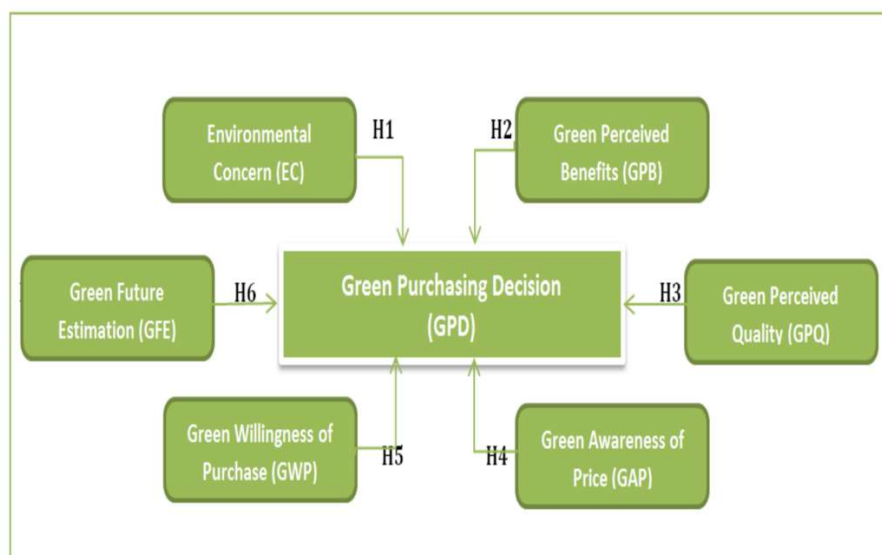 Environmental
Concern (EC)
H1
H2
Green Perceived
Benefits (GPB)
Green Future
Estimation (GFE)
H6
Green Purchasing Decision
(GPD)
H3
Green Perceived
Quality (GPQ)
Green Willingness of
Purchase (GWP)
H5
H4
Green Awareness of
Price (GAP)